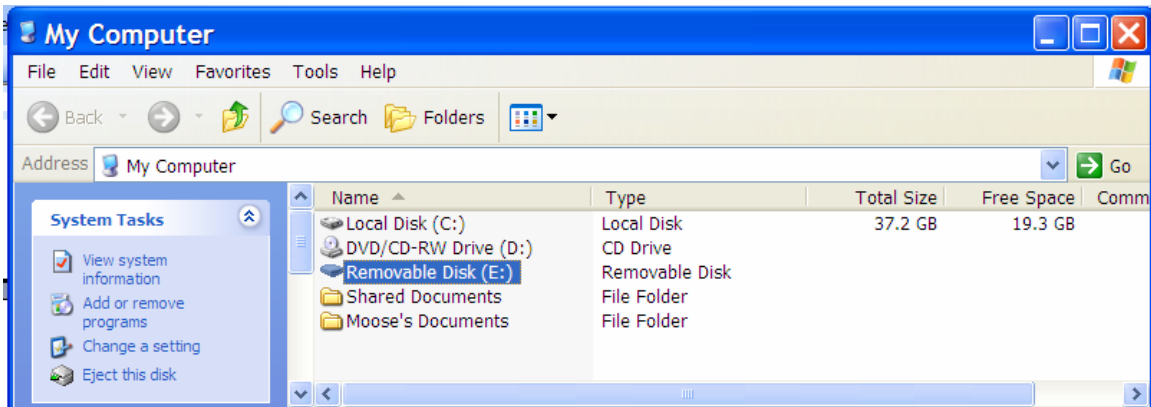 My Computer
File Edit View Favorites Tools Help
Back Search Folders
Address My Computer Go
Name Type Total Size Free Space Comm
System Tasks
View system
information
Add or remove
programs
Change a setting
Eject this disk
Local Disk (C:) Local Disk 37.2 GB 19.3 GB
DVD/CD-RW Drive (D:) CD Drive
Removable Disk (E:) Removable Disk
Shared Documents File Folder
Moose's Documents File Folder